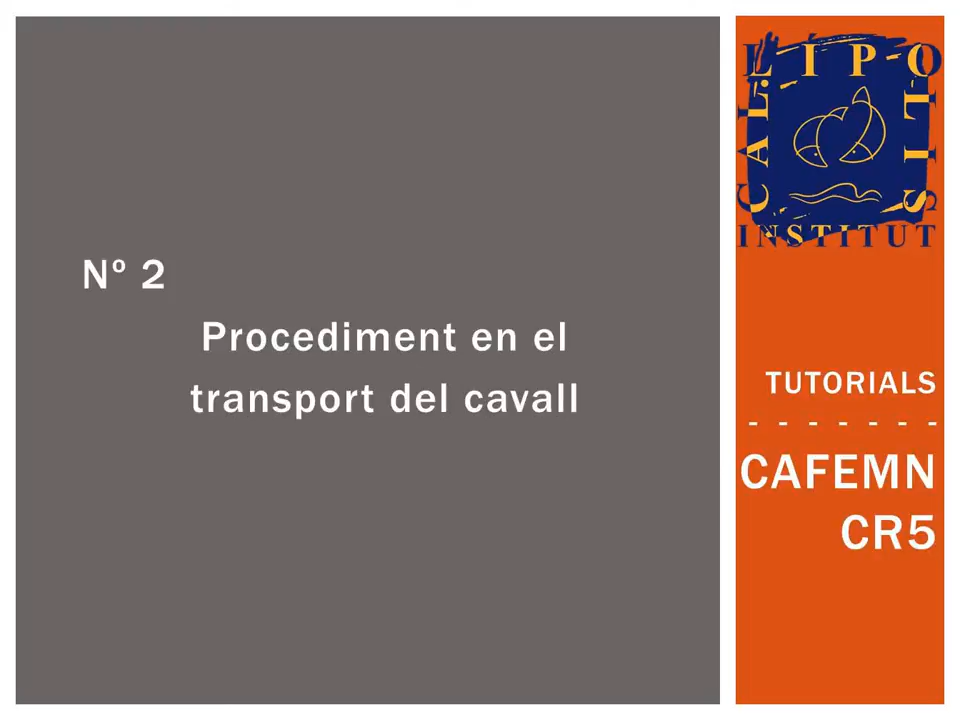 Nº 2
Procediment en el
transport del cavall
CAL·LIPOLIS
INSTITUT
TUTORIALS
- - - - - - -
CAFEMN
CR5